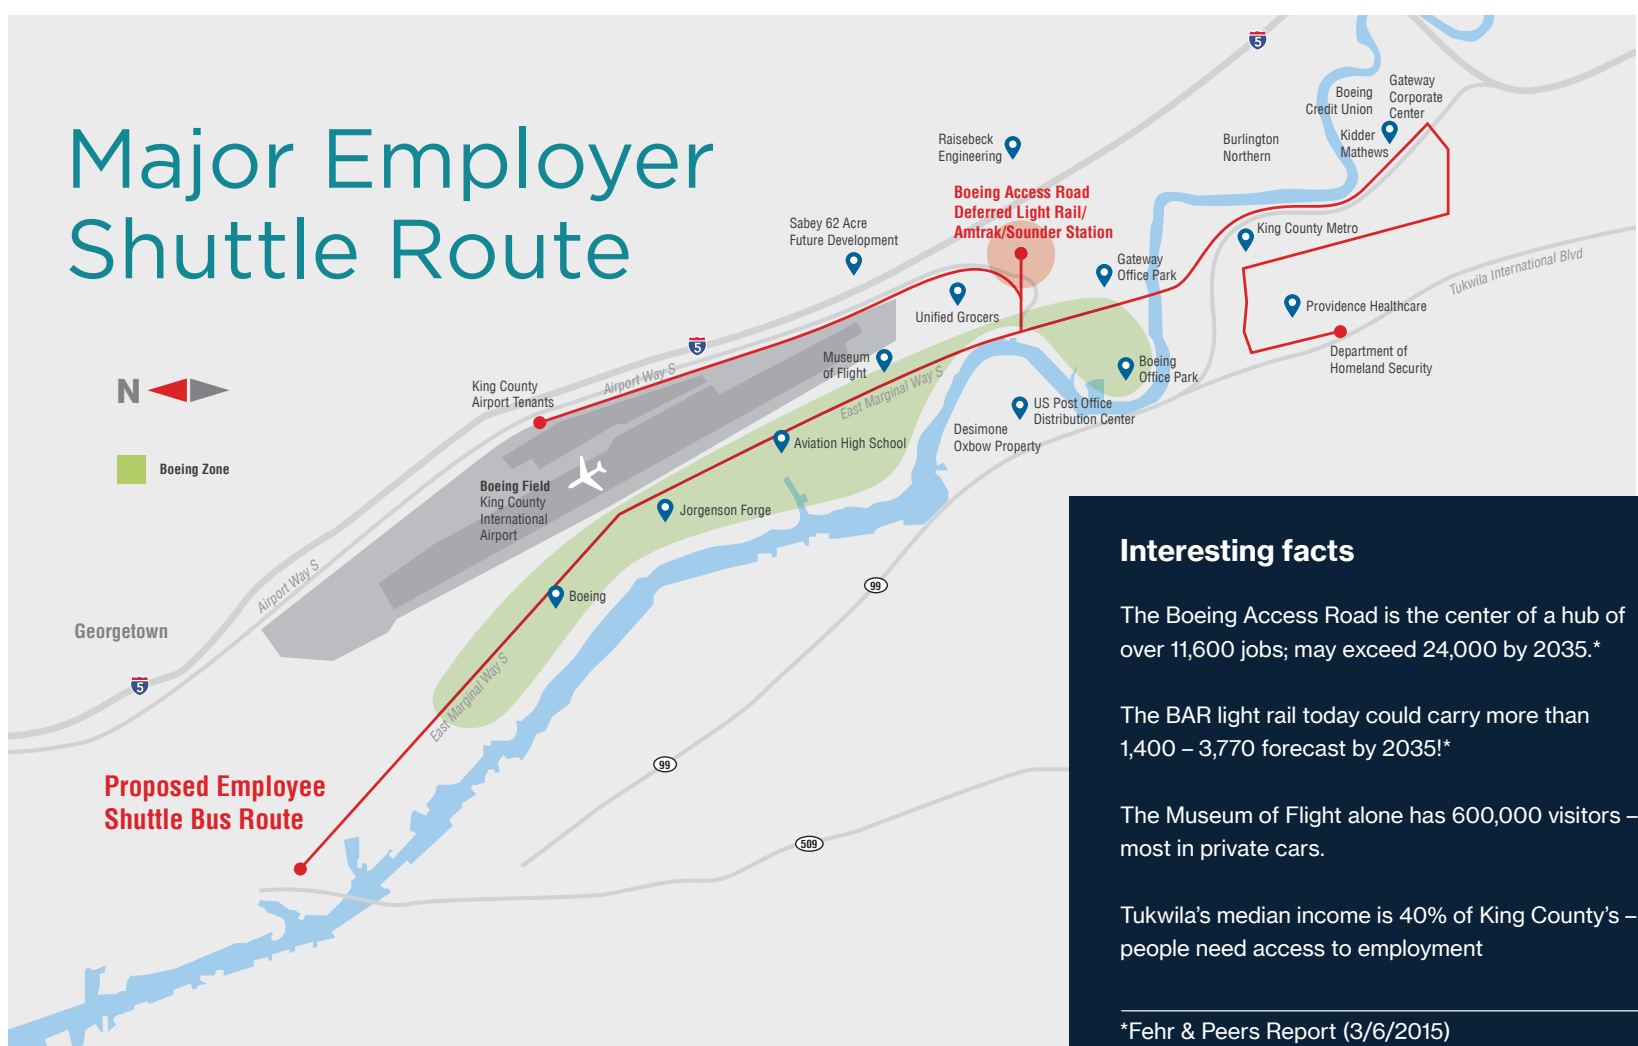 Major Employer
Shuttle Route
N
Boeing Zone
5
Raisebeck
Engineering
Boeing Access Road
Deferred Light Rail/
Amtrak/Sounder Station
Sabey 62 Acre
Future Development
Burlington
Northern
Boeing
Credit Union
Gateway
Corporate
Center
Kidder
Mathews
King County Metro
Gateway
Office Park
Tukwila International Blvd
Providence Healthcare
Department of
Homeland Security
Unified Grocers
5
Airport Way S
Museum
of Flight
East Marginal Way S
Boeing
Office Park
US Post Office
Distribution Center
Desimone
Oxbow Property
King County
Airport Tenants
Aviation High School
Boeing Field
King County
International
Airport
Jorgenson Forge
Boeing
Airport Way S
Georgetown
5
East Marginal Way S
99
99
509
Proposed Employee
Shuttle Bus Route
Interesting facts
The Boeing Access Road is the center of a hub of
over 11,600 jobs; may exceed 24,000 by 2035.*
The BAR light rail today could carry more than
1,400 – 3,770 forecast by 2035!*
The Museum of Flight alone has 600,000 visitors –
most in private cars.
Tukwila’s median income is 40% of King County’s –
people need access to employment
*Fehr & Peers Report (3/6/2015)